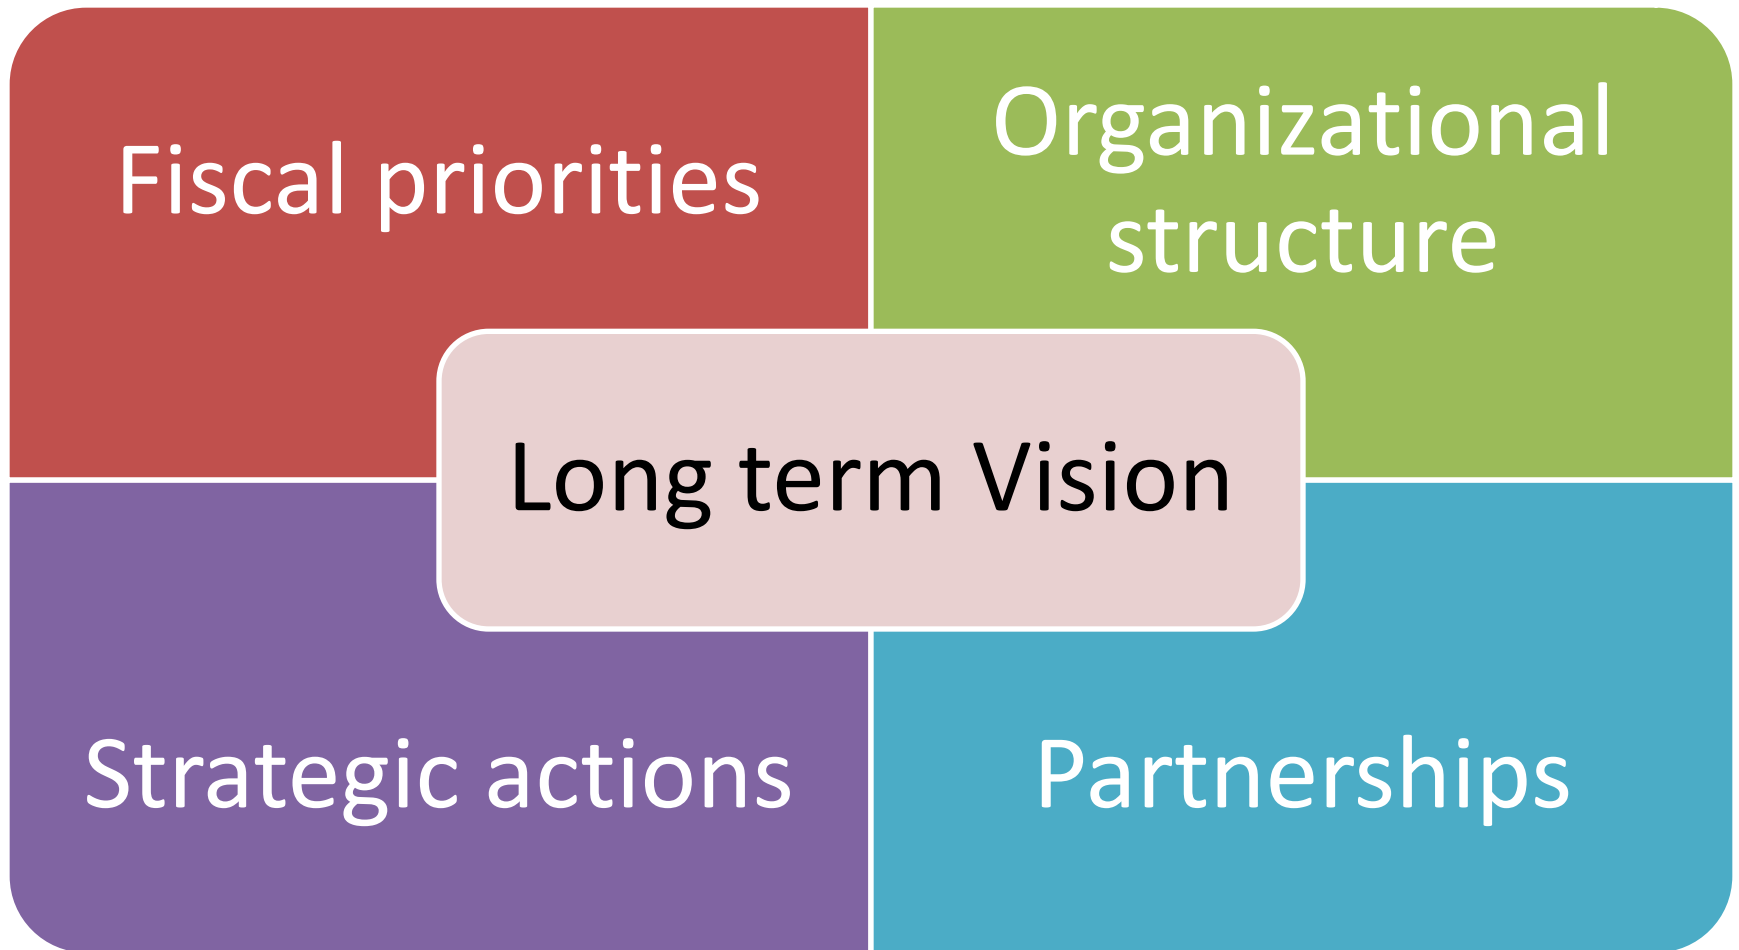 Fiscal priorities
Organizational
structure
Long term Vision
Strategic actions
Partnerships